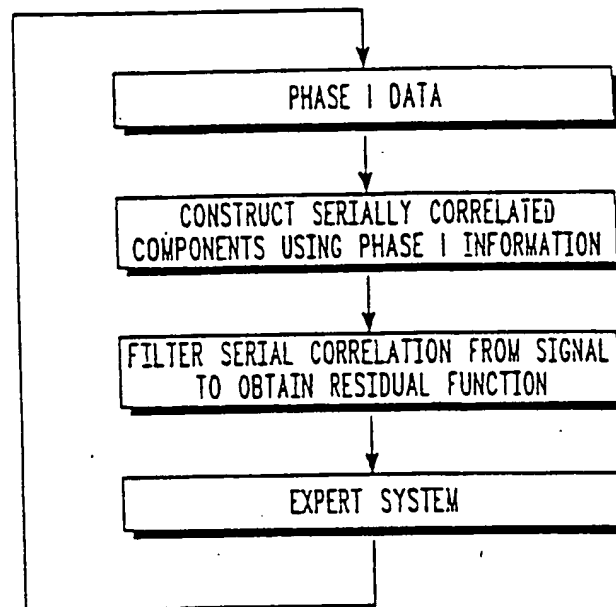 PHASE I DATA
CONSTRUCT SERIALLY CORRELATED
COMPONENTS USING PHASE I INFORMATION
FILTER SERIAL CORRELATION FROM SIGNAL
TO OBTAIN RESIDUAL FUNCTION
EXPERT SYSTEM